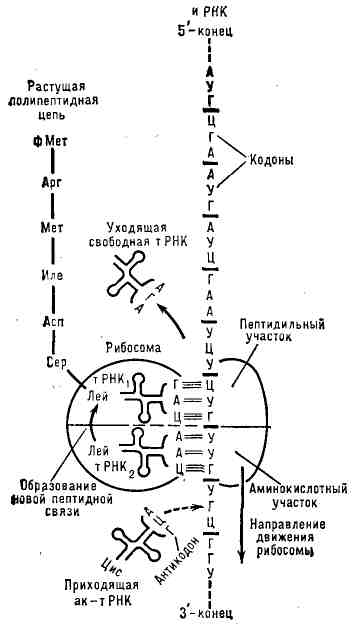 и РНК
5′-конец
А
У
Г
Ц
Г
А
А
У
Г
А
У
Ц
Г
А
А
У
Ц
У
Кодоны
Растущая
полипептидная
цепь
ф Мет
Арг
Мет
Иле
Асп
Сер
Уходящая
свободная т РНК
А
Г
А
Рибосома
Пептидильный
участок
т РНК₁
Лей
Г Ц
А У
Ц Г
А У
А У
Ц Г
Лей
т РНК₂
Образование
новой пептидной
связи
Аминокислотный
участок
Направление
движения
рибосомы
У
Г
Ц
Г
Г
У
А Ц Г
Антикодон
Цис
Приходящая
ак-т РНК
3′-конец